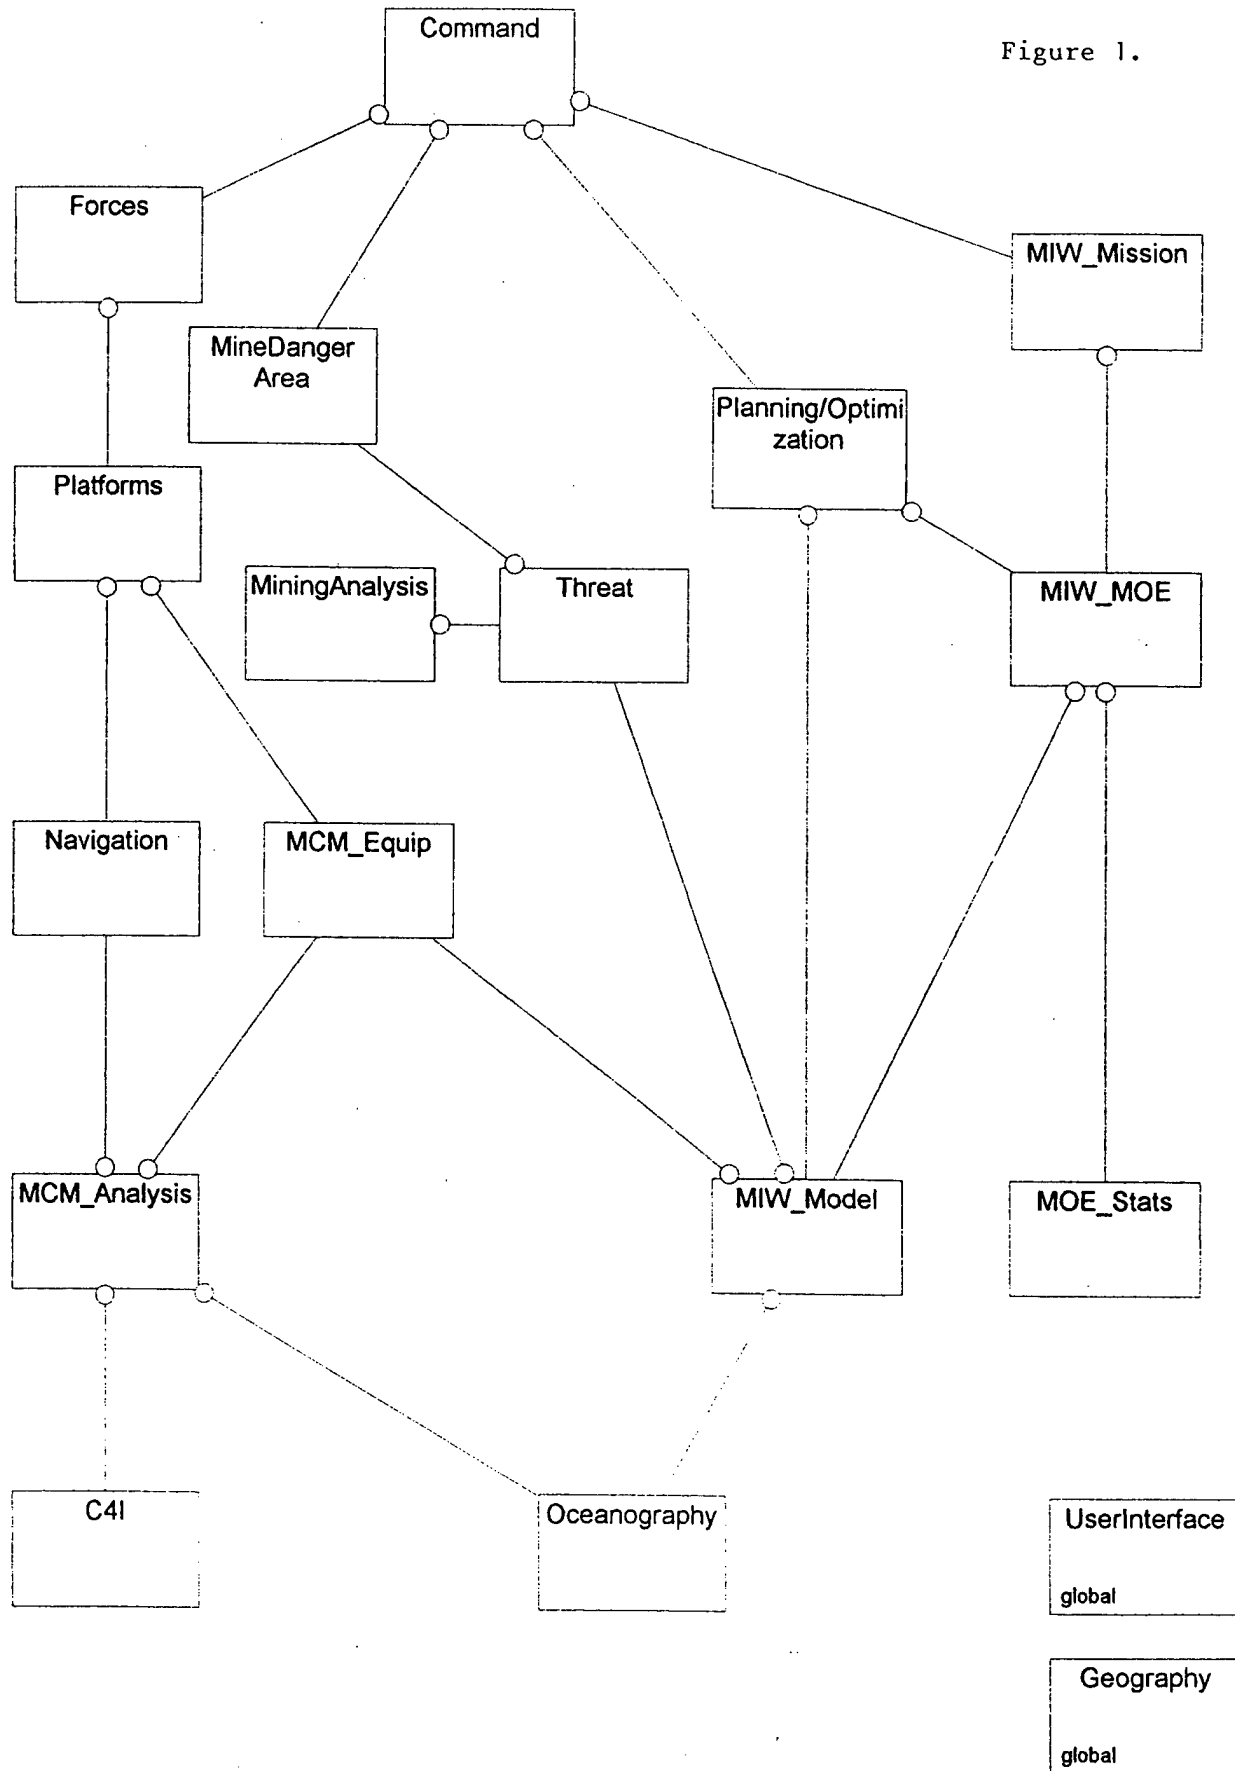 Command
Figure 1.
Forces
MIW_Mission
MineDanger
Area
Planning/Optimi
zation
Platforms
MiningAnalysis
Threat
MIW_MOE
Navigation
MCM_Equip
MCM_Analysis
MIW_Model
MOE_Stats
C4I
Oceanography
UserInterface
global
Geography
global